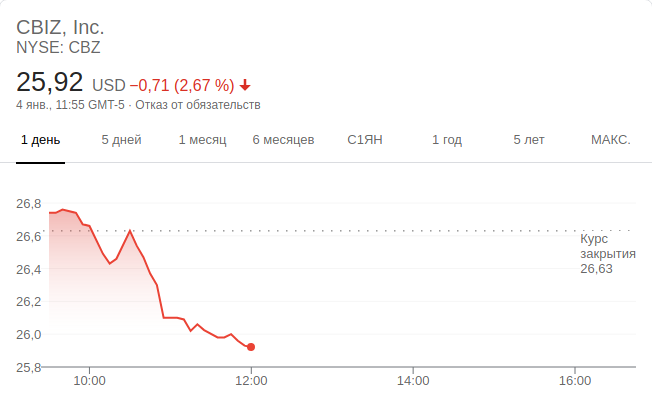 CBIZ, Inc.
NYSE: CBZ
25,92 USD −0,71 (2,67 %)
4 янв., 11:55 GMT-5 · Отказ от обязательств
1 день 5 дней 1 месяц 6 месяцев С1ЯН 1 год 5 лет МАКС.
26,8
26,6
Курс
закрытия
26,63
26,4
26,2
26,0
25,8
10:00 12:00 14:00 16:00